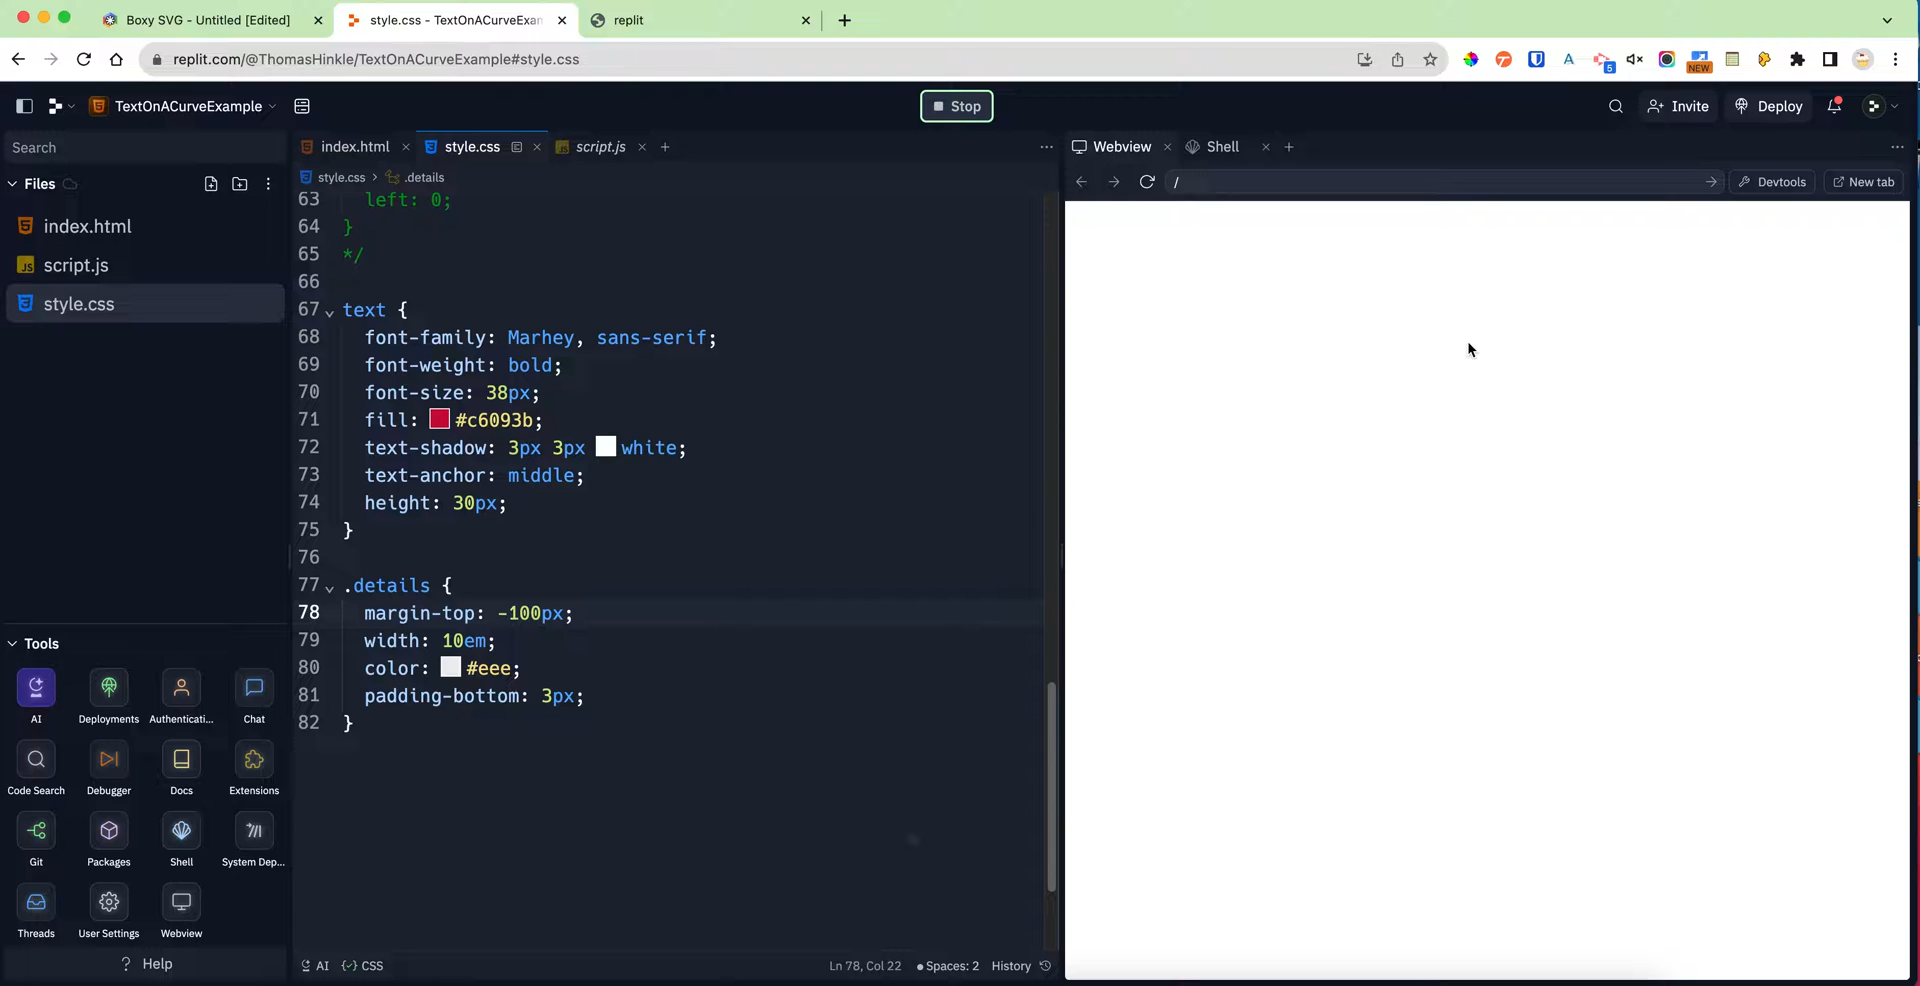 Boxy SVG - Untitled [Edited]
style.css - TextOnACurveExan
replit
replit.com/@ThomasHinkle/TextOnACurveExample#style.css
5
NEW
TextOnACurveExample
Stop
Invite
Deploy
Search
index.html
style.css
script.js
Webview
Shell
Files
style.css > .details
/
Devtools
New tab
index.html
script.js
style.css
63 left: 0;
64 }
65 */
66
67 text {
68 font-family: Marhey, sans-serif;
69 font-weight: bold;
70 font-size: 38px;
71 fill: #c6093b;
72 text-shadow: 3px 3px white;
73 text-anchor: middle;
74 height: 30px;
75 }
76
77 .details {
78 margin-top: -100px;
79 width: 10em;
80 color: #eee;
81 padding-bottom: 3px;
82 }
Tools
AI
Deployments
Authenticati...
Chat
Code Search
Debugger
Docs
Extensions
Git
Packages
Shell
System Dep...
Threads
User Settings
Webview
? Help
AI
{✓} CSS
Ln 78, Col 22
Spaces: 2
History